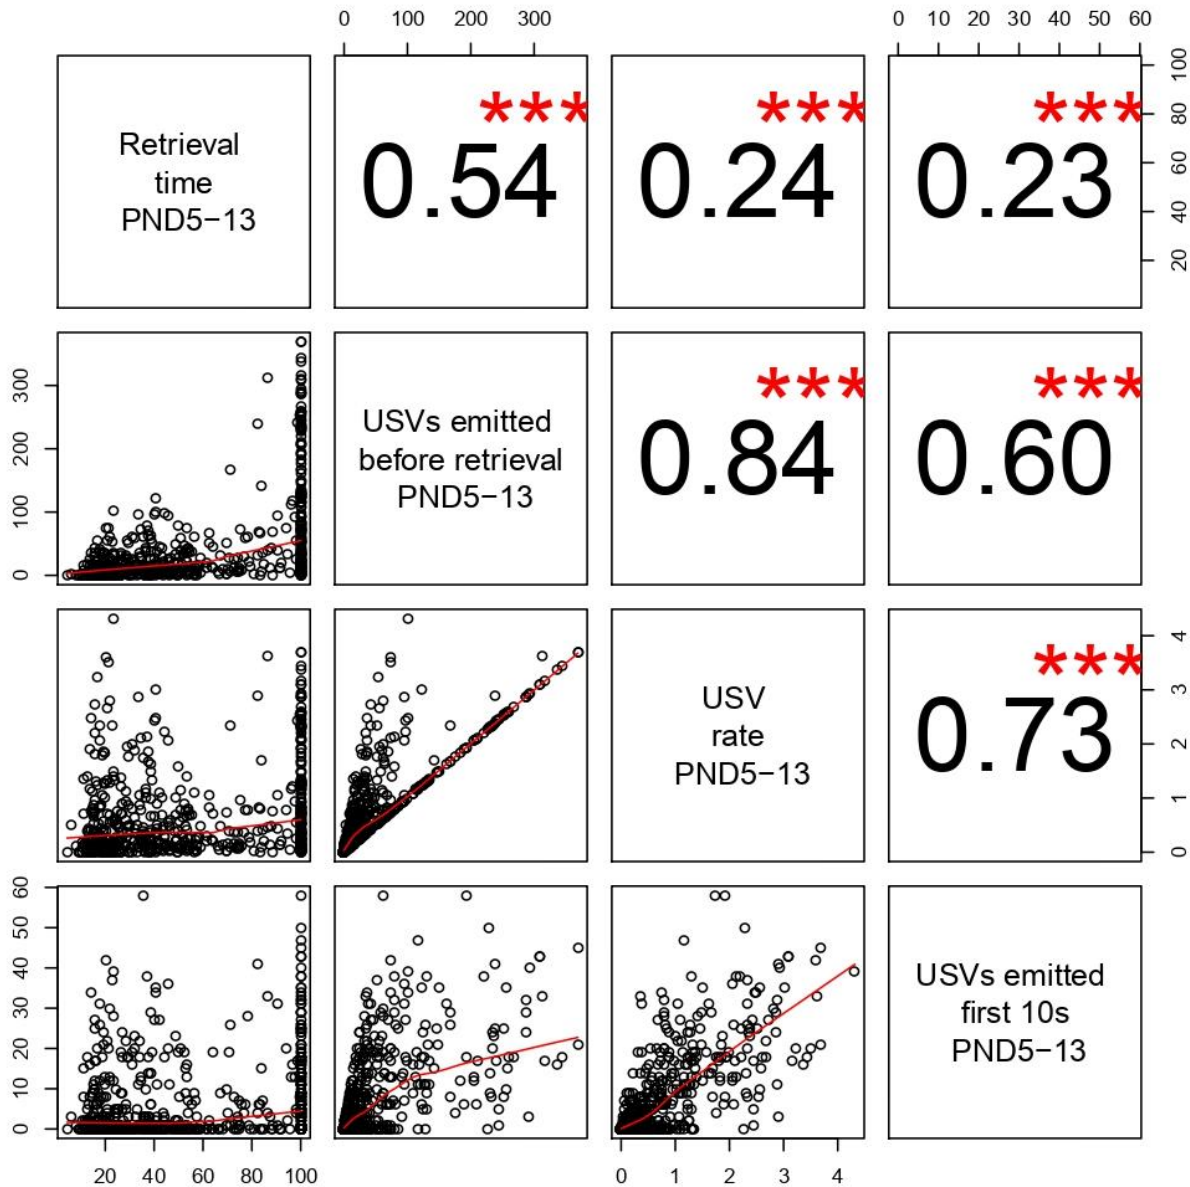 0 100 200 300
0 10 20 30 40 50 60
Retrieval
time
PND5−13
***
0.54
***
0.24
***
0.23
20 40 60 80 100
0 100 200 300
USVs emitted
before retrieval
PND5−13
***
0.84
***
0.60
USV
rate
PND5−13
***
0.73
0 1 2 3 4
0 10 20 30 40 50 60
USVs emitted
first 10s
PND5−13
20 40 60 80 100
0 1 2 3 4